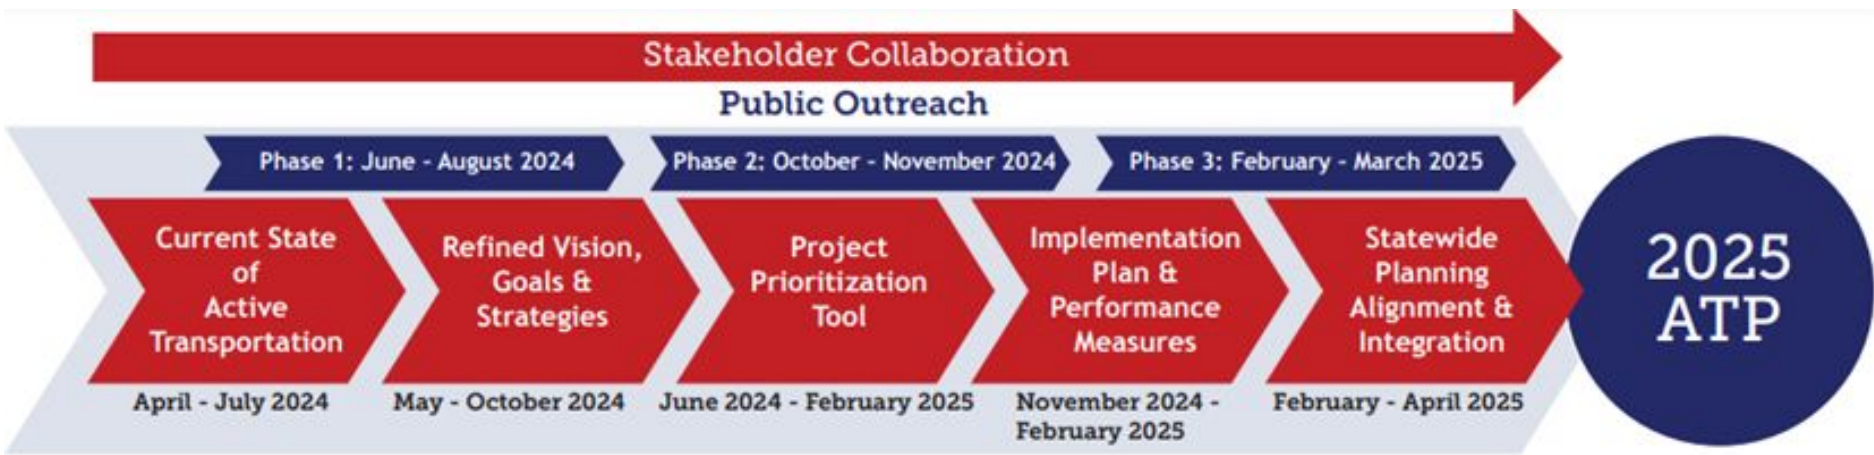 Stakeholder Collaboration
Public Outreach
Phase 1: June - August 2024
Phase 2: October - November 2024
Phase 3: February - March 2025
Current State
of
Active
Transportation
Refined Vision,
Goals &
Strategies
Project
Prioritization
Tool
Implementation
Plan &
Performance
Measures
Statewide
Planning
Alignment &
Integration
2025
ATP
April - July 2024
May - October 2024
June 2024 - February 2025
November 2024 -
February 2025
February - April 2025